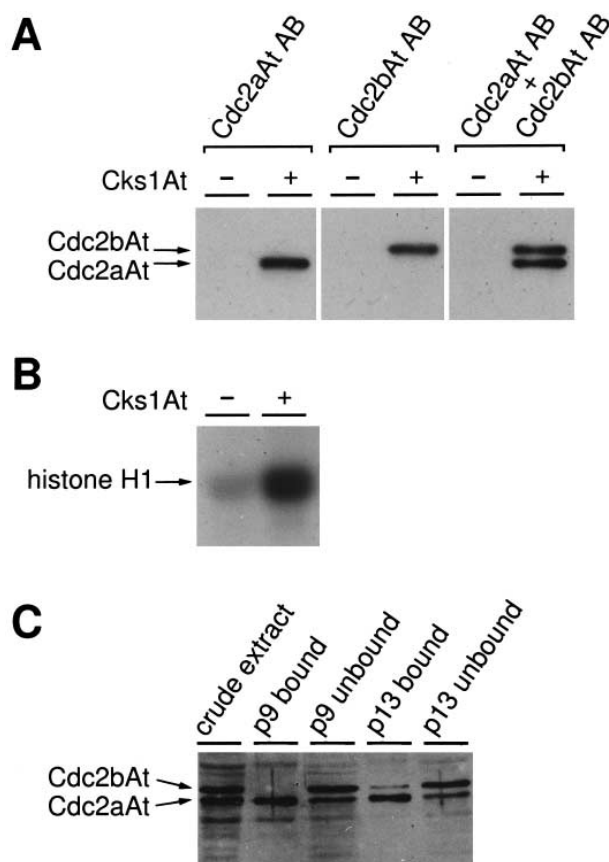 A
Cdc2aAt AB
Cdc2bAt AB
Cdc2aAt AB
+
Cdc2bAt AB
Cks1At
− + − + − +
Cdc2bAt
Cdc2aAt
B
Cks1At − +
histone H1
C
crude extract
p9 bound
p9 unbound
p13 bound
p13 unbound
Cdc2bAt
Cdc2aAt